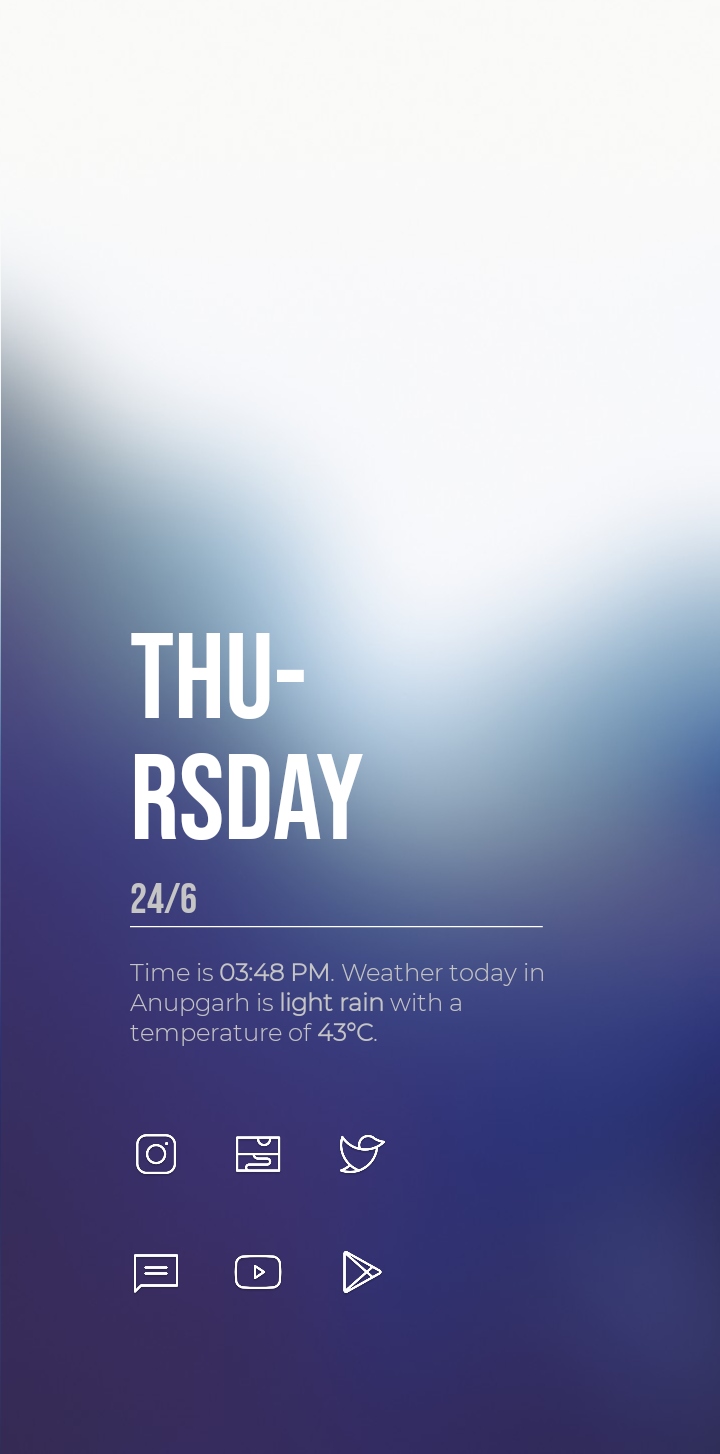 THU-
RSDAY
24/6
Time is 03:48 PM. Weather today in
Anupgarh is light rain with a
temperature of 43ºC.